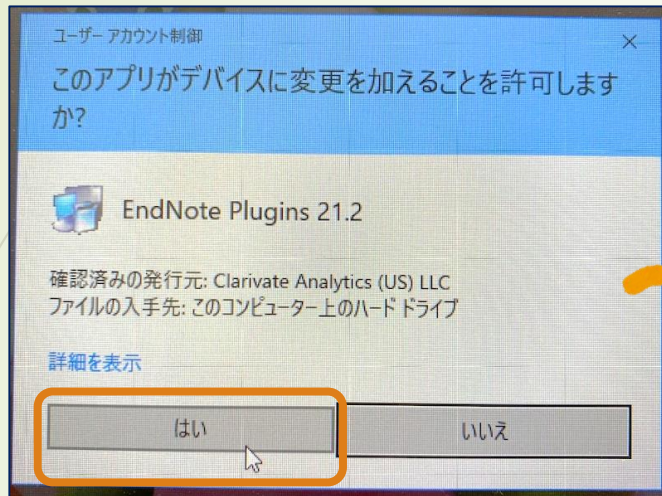 ユーザー アカウント制御
このアプリがデバイスに変更を加えることを許可します
か?
EndNote Plugins 21.2
確認済みの発行元: Clarivate Analytics (US) LLC
ファイルの入手先: このコンピューター上のハード ドライブ
詳細を表示
はい
いいえ